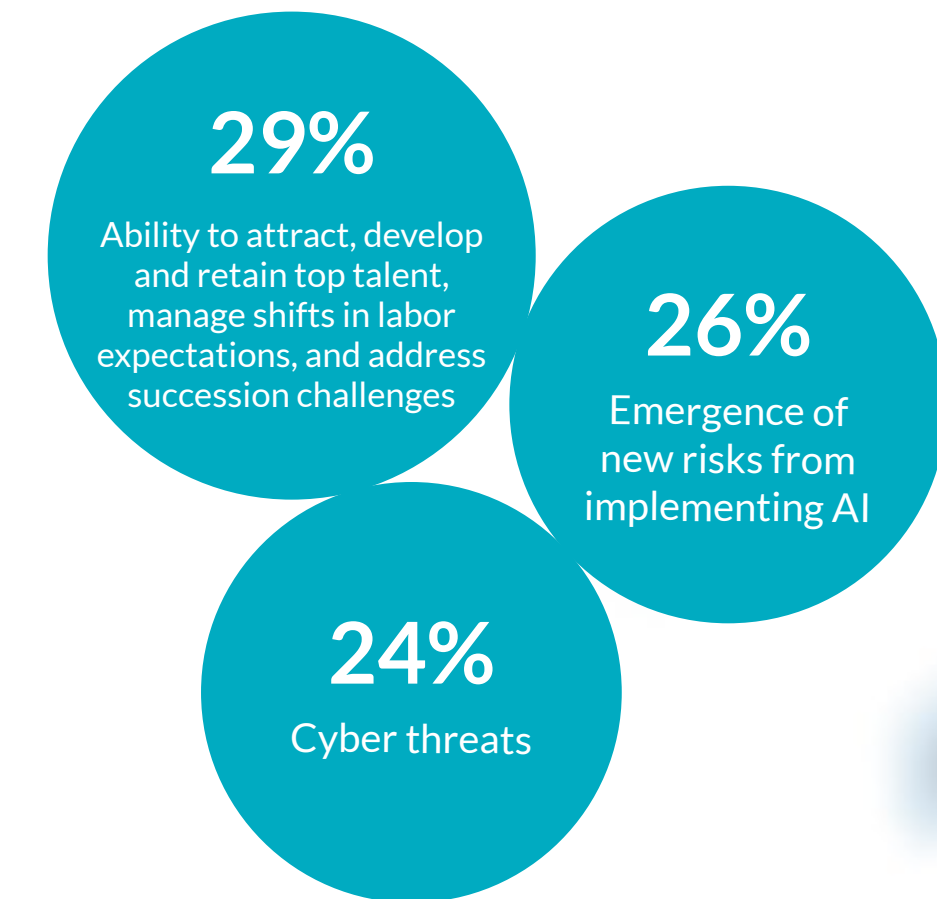 29%
Ability to attract, develop
and retain top talent,
manage shifts in labor
expectations, and address
succession challenges
26%
Emergence of
new risks from
implementing AI
24%
Cyber threats